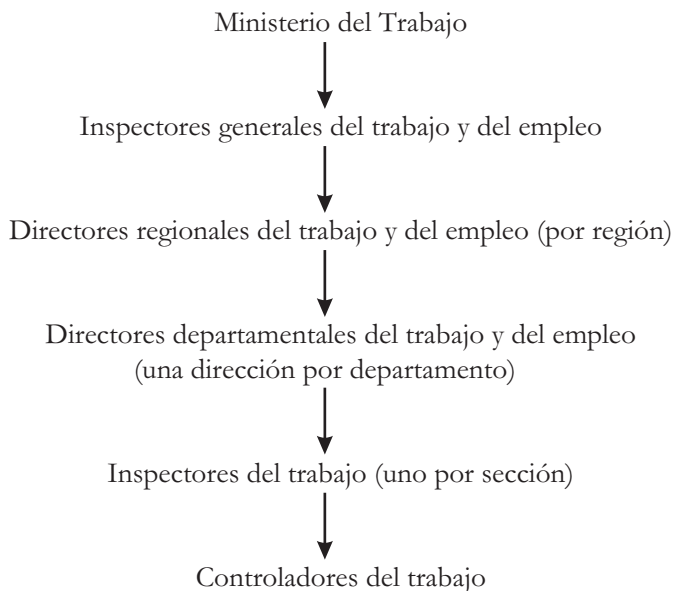 Ministerio del Trabajo
Inspectores generales del trabajo y del empleo
Directores regionales del trabajo y del empleo (por región)
Directores departamentales del trabajo y del empleo
(una dirección por departamento)
Inspectores del trabajo (uno por sección)
Controladores del trabajo